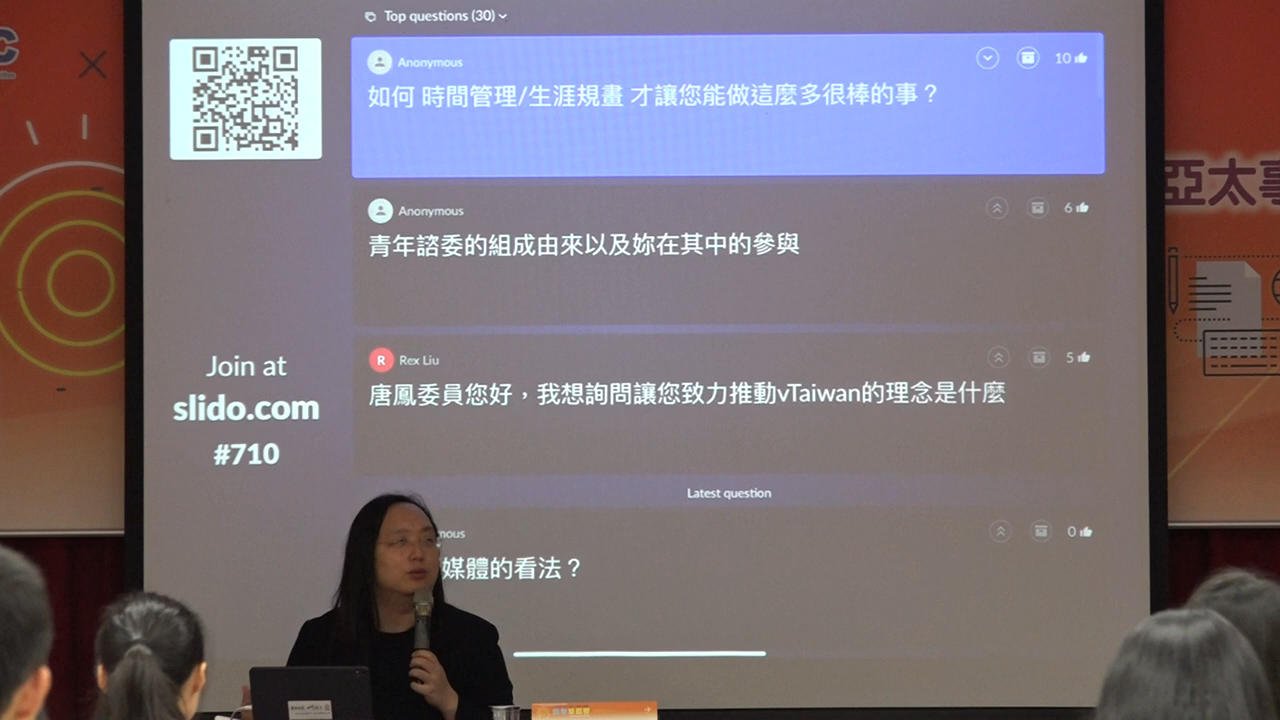 Top questions (30)
Anonymous
10
如何 時間管理/生涯規畫 才讓您能做這麼多很棒的事？
Anonymous
6
青年諮委的組成由來以及妳在其中的參與
R
Rex Liu
5
唐鳳委員您好，我想詢問讓您致力推動vTaiwan的理念是什麼
Latest question
mous
0
媒體的看法？
Join at
slido.com
#710
C
亞太事